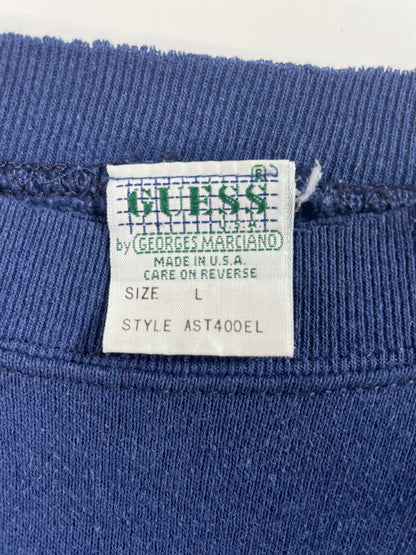 GUESS ®
U.S.A.
by GEORGES MARCIANO
MADE IN U.S.A.
CARE ON REVERSE
SIZE L
STYLE AST400EL